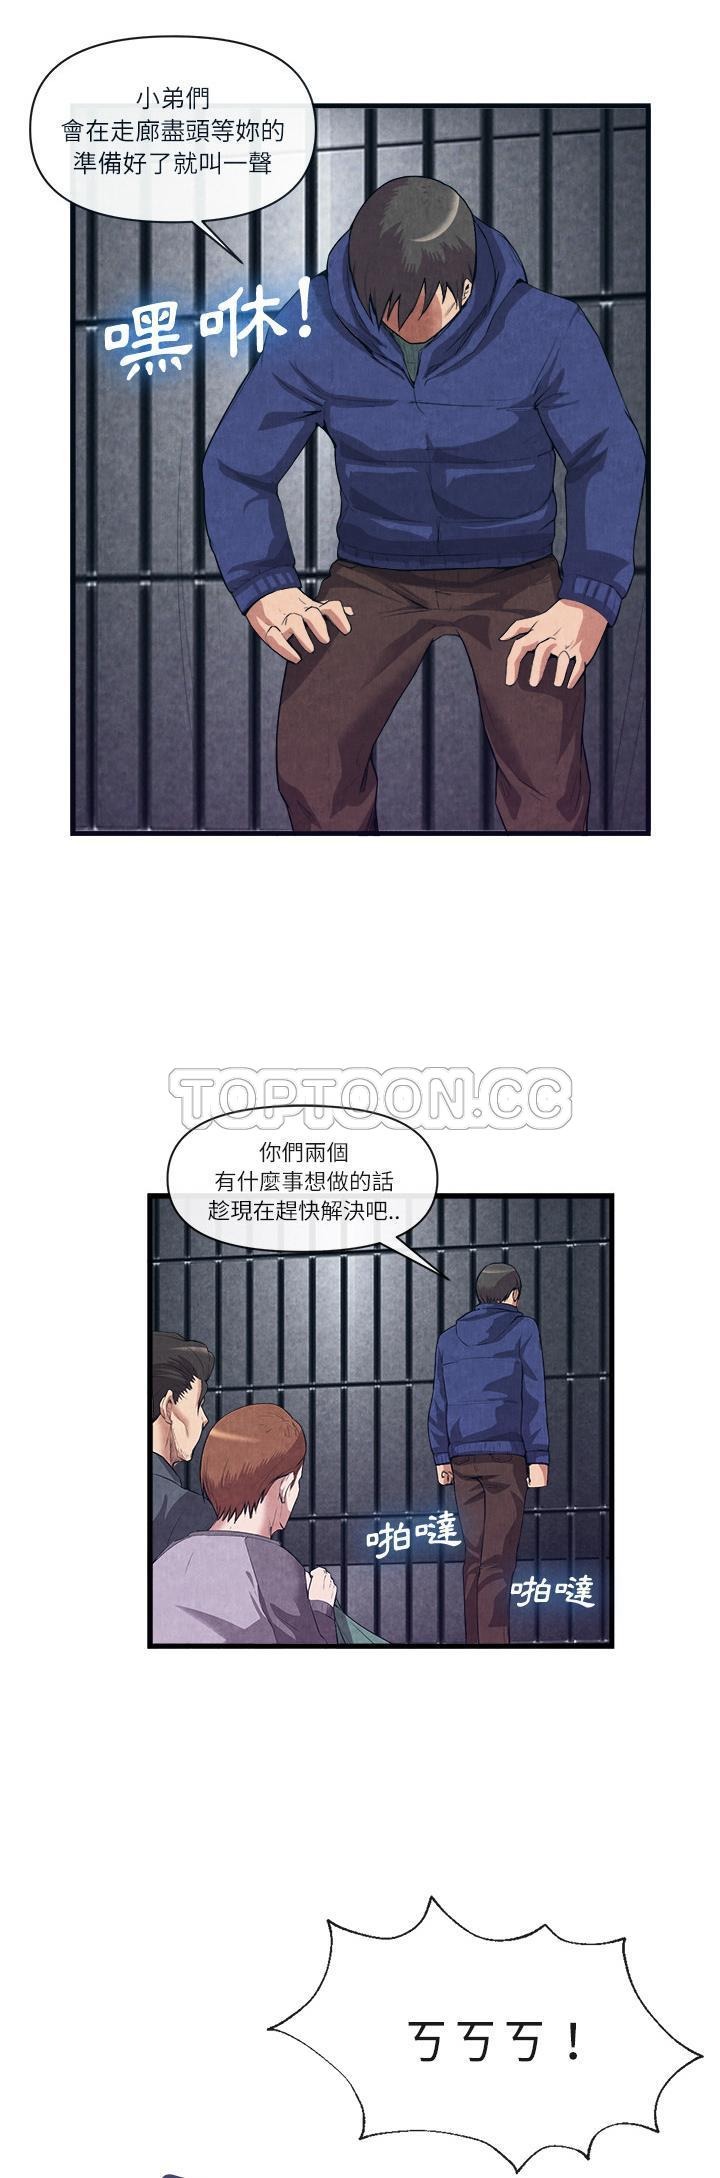 小弟們
會在走廊盡頭等妳的
準備好了就叫一聲
嘿咻!
TOPTOON.CC
你們兩個
有什麼事想做的話
趁現在趕快解決吧..
啪噠
啪噠
ㄎㄎㄎ!